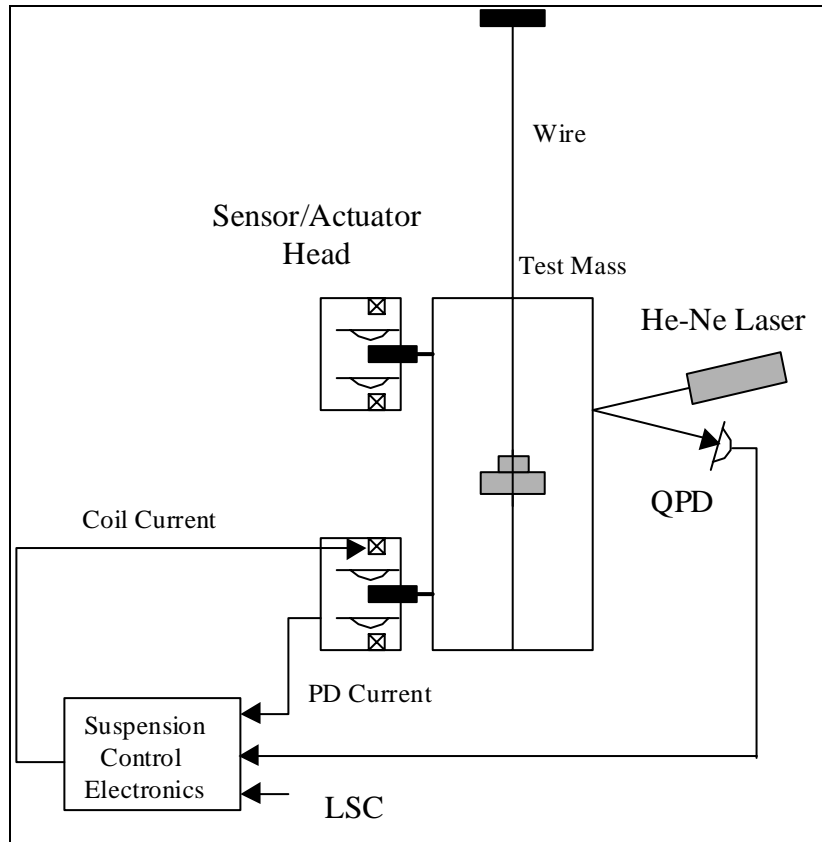 Wire
Sensor/Actuator
Head
Test Mass
He-Ne Laser
QPD
Coil Current
PD Current
Suspension
Control
Electronics
LSC